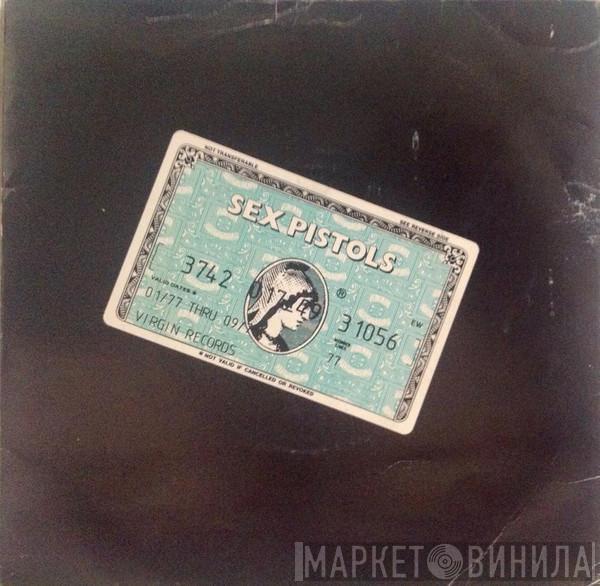 NOT TRANSFERABLE
SEE REVERSE SIDE
SEX PISTOLS
®
3742 31056
EW
VALID DATES
01/77 THRU 09/
77
VIRGIN RECORDS
NOT VALID IF CANCELLED OR REVOKED
МАРКЕТ ВИНИЛА